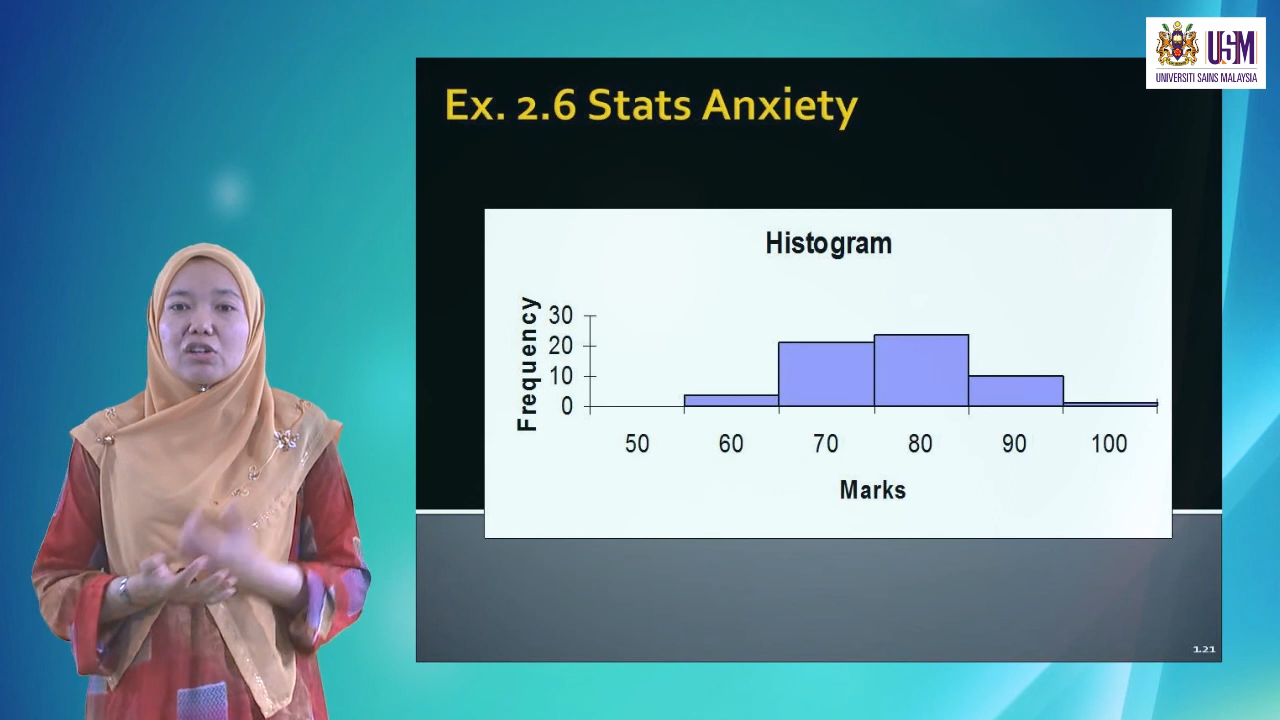 USM
UNIVERSITI SAINS MALAYSIA
Ex. 2.6 Stats Anxiety
Histogram
Frequency
30
20
10
0
50 60 70 80 90 100
Marks
1.21